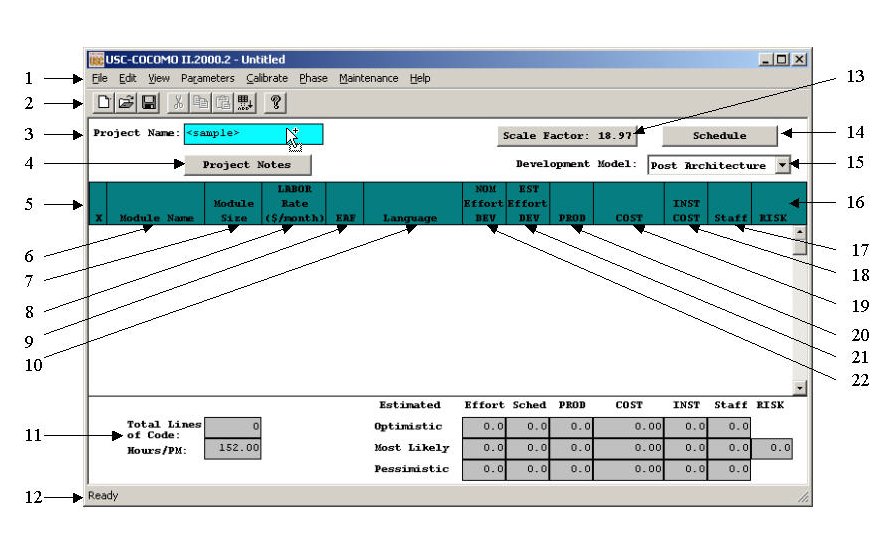 USC-COCOMO II.2000.2 - Untitled
1 File Edit View Parameters Calibrate Phase Maintenance Help
2
3 Project Name: <sample> Scale Factor: 18.97 Schedule 13 14
4 Project Notes Development Model: Post Architecture 15
5 X Module Name Module Size LABOR Rate ($/month) EAF Language NOM Effort DEV EST Effort DEV PROD COST INST COST Staff RISK 16
6 17
7 18
8 19
9 20
10 21
22
Estimated Effort Sched PROD COST INST Staff RISK
11 Total Lines of Code: 0 Optimistic 0.0 0.0 0.0 0.00 0.0 0.0
Hours/PM: 152.00 Most Likely 0.0 0.0 0.0 0.00 0.0 0.0 0.0
Pessimistic 0.0 0.0 0.0 0.00 0.0 0.0
12 Ready